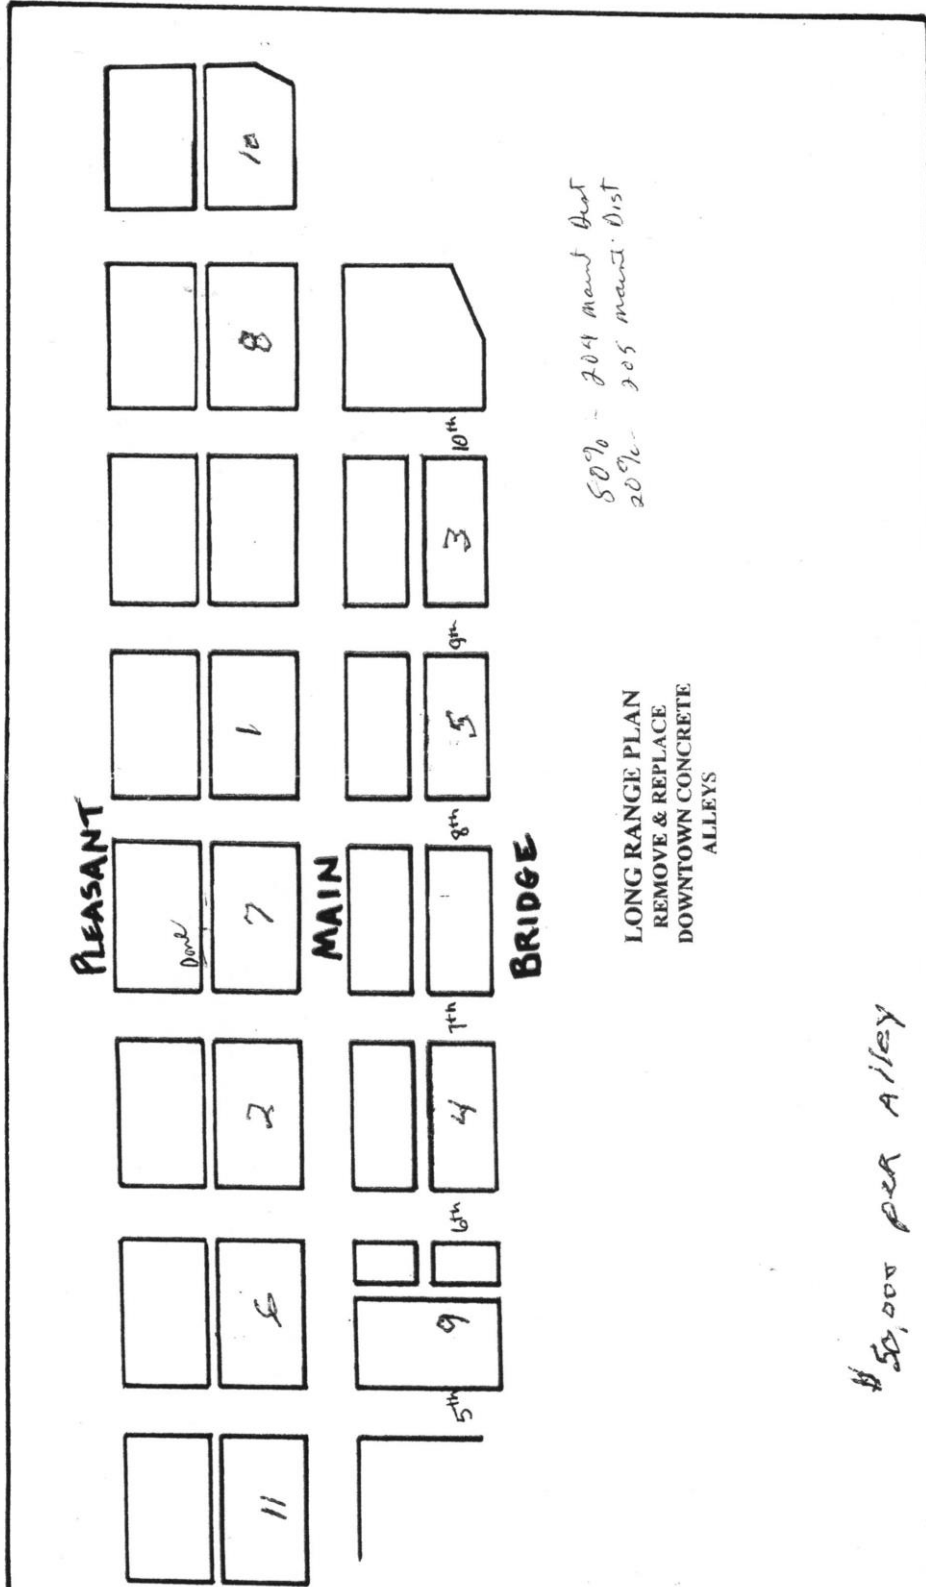 PLEASANT
11
6
2
Done
7
1
8
10
MAIN
BRIDGE
5th
9
6th
4
7th
8th
5
9th
3
10th
LONG RANGE PLAN
REMOVE & REPLACE
DOWNTOWN CONCRETE
ALLEYS
- 204 Maint Dist
20% - 205 maint. Dist
$50,000 per Alley